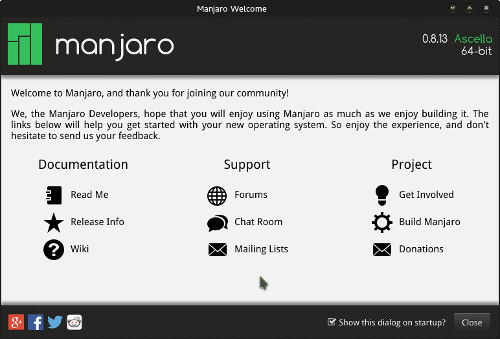 Manjaro Welcome
manjaro
0.8.13 Ascella
64-bit
Welcome to Manjaro, and thank you for joining our community!
We, the Manjaro Developers, hope that you will enjoy using Manjaro as much as we enjoy building it. The
links below will help you get started with your new operating system. So enjoy the experience, and don't
hesitate to send us your feedback.
Documentation Support Project
Read Me Forums Get Involved
Release Info Chat Room Build Manjaro
? Wiki Mailing Lists Donations
g+ f Show this dialog on startup? Close